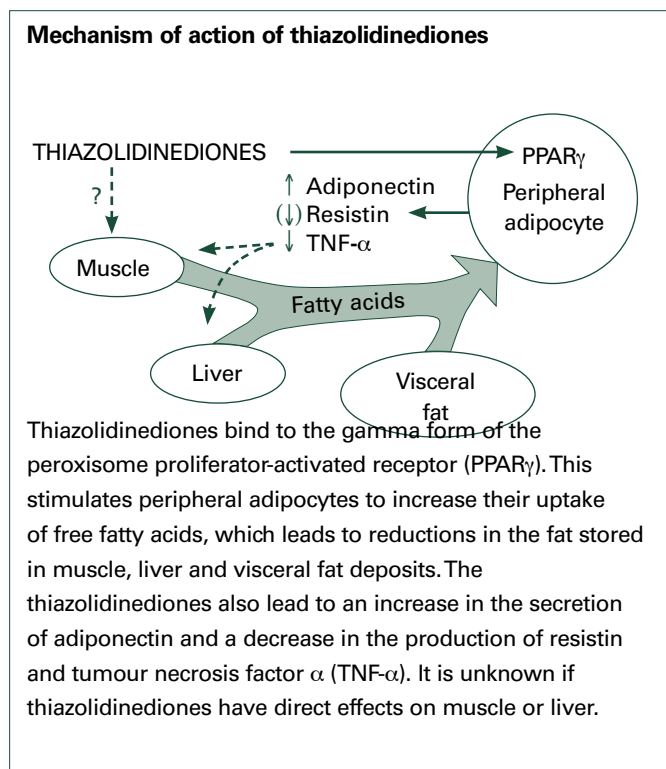 Mechanism of action of thiazolidinediones
THIAZOLIDINEDIONES
PPARγ
Peripheral
adipocyte
?
↑ Adiponectin
(↓) Resistin
↓ TNF-α
Muscle
Fatty acids
Liver
Visceral
fat
Thiazolidinediones bind to the gamma form of the
peroxisome proliferator-activated receptor (PPARγ). This
stimulates peripheral adipocytes to increase their uptake
of free fatty acids, which leads to reductions in the fat stored
in muscle, liver and visceral fat deposits. The
thiazolidinediones also lead to an increase in the secretion
of adiponectin and a decrease in the production of resistin
and tumour necrosis factor α (TNF-α). It is unknown if
thiazolidinediones have direct effects on muscle or liver.